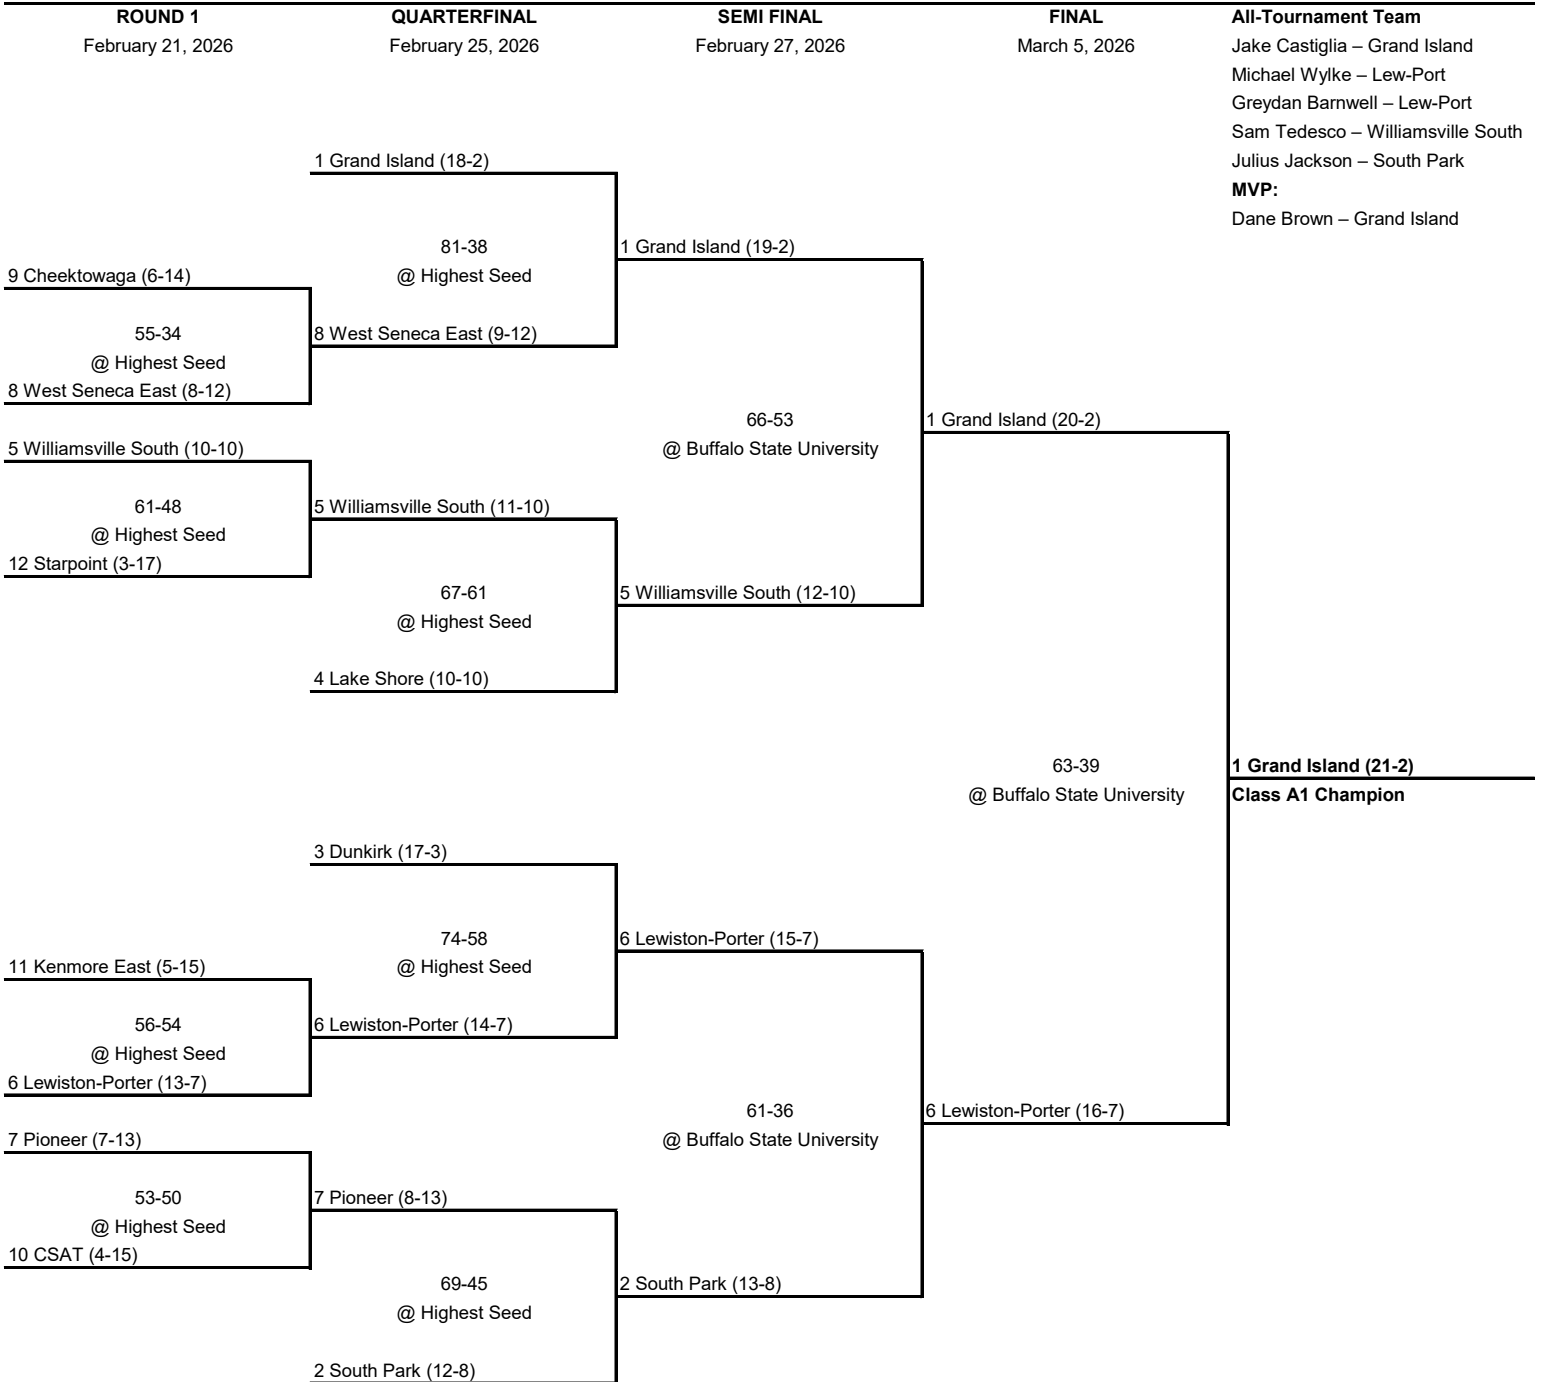 ROUND 1
February 21, 2026
QUARTERFINAL
February 25, 2026
SEMI FINAL
February 27, 2026
FINAL
March 5, 2026
All-Tournament Team
Jake Castiglia – Grand Island
Michael Wylke – Lew-Port
Greydan Barnwell – Lew-Port
Sam Tedesco – Williamsville South
Julius Jackson – South Park
MVP:
Dane Brown – Grand Island
9 Cheektowaga (6-14)
55-34
@ Highest Seed
8 West Seneca East (8-12)
5 Williamsville South (10-10)
61-48
@ Highest Seed
12 Starpoint (3-17)
11 Kenmore East (5-15)
56-54
@ Highest Seed
6 Lewiston-Porter (13-7)
7 Pioneer (7-13)
53-50
@ Highest Seed
10 CSAT (4-15)
1 Grand Island (18-2)
81-38
@ Highest Seed
8 West Seneca East (9-12)
5 Williamsville South (11-10)
67-61
@ Highest Seed
4 Lake Shore (10-10)
3 Dunkirk (17-3)
74-58
@ Highest Seed
6 Lewiston-Porter (14-7)
7 Pioneer (8-13)
69-45
@ Highest Seed
2 South Park (12-8)
1 Grand Island (19-2)
66-53
@ Buffalo State University
5 Williamsville South (12-10)
6 Lewiston-Porter (15-7)
61-36
@ Buffalo State University
2 South Park (13-8)
1 Grand Island (20-2)
63-39
@ Buffalo State University
6 Lewiston-Porter (16-7)
1 Grand Island (21-2)
Class A1 Champion